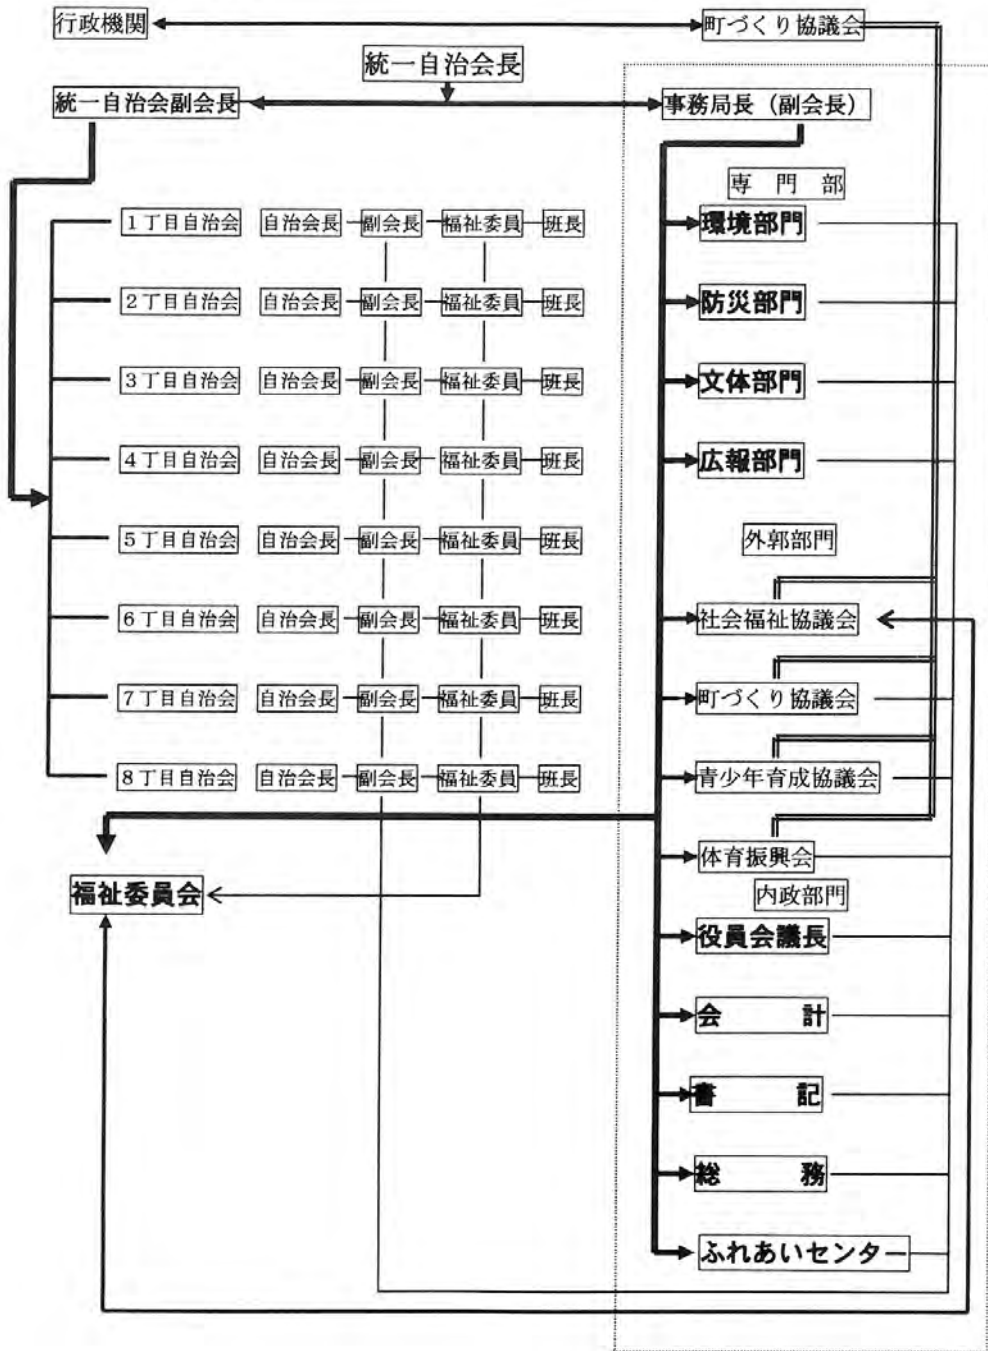 行政機関 町づくり協議会
統一自治会長
統一自治会副会長 事務局長（副会長）
専 門 部
1丁目自治会 自治会長 副会長 福祉委員 班長 環境部門
2丁目自治会 自治会長 副会長 福祉委員 班長 防災部門
3丁目自治会 自治会長 副会長 福祉委員 班長 文体部門
4丁目自治会 自治会長 副会長 福祉委員 班長 広報部門
5丁目自治会 自治会長 副会長 福祉委員 班長 外郭部門
6丁目自治会 自治会長 副会長 福祉委員 班長 社会福祉協議会
7丁目自治会 自治会長 副会長 福祉委員 班長 町づくり協議会
8丁目自治会 自治会長 副会長 福祉委員 班長 青少年育成協議会
体育振興会
福祉委員会 内政部門
役員会議長
会 計
書 記
総 務
ふれあいセンター